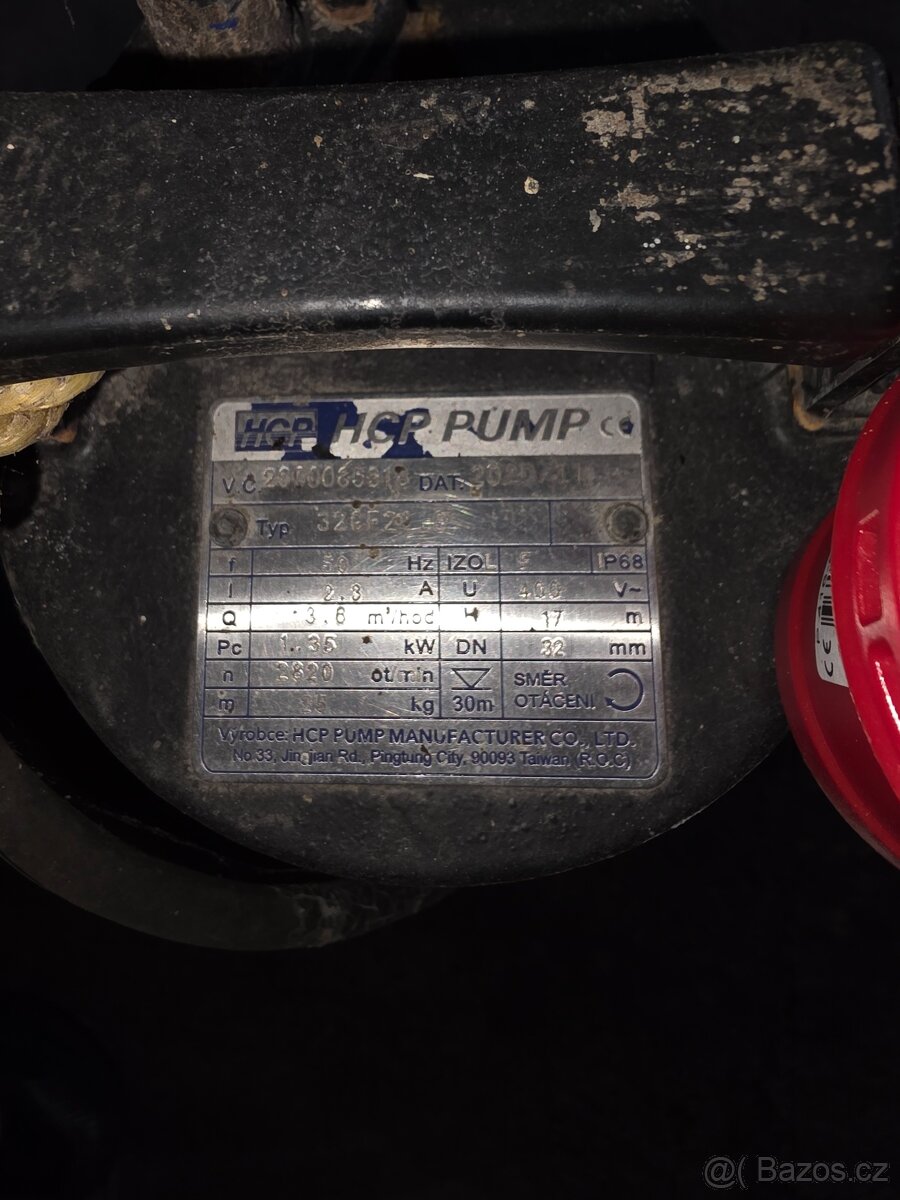 HCP HCP PUMP CE
V.Č. DAT.
Typ
f 50 Hz IZOL F IP68
I 2.8 A U 400 V~
Q 3.6 m³/hod H 17 m
Pc 1.35 kW DN 32 mm
n 2820 ot/min 30m SMĚR OTÁČENÍ
m kg
Výrobce: HCP PUMP MANUFACTURER CO., LTD.
No 33, Jin jian Rd., Pingtung City, 90093 Taiwan (R.O.C)
CE
@( Bazos.cz